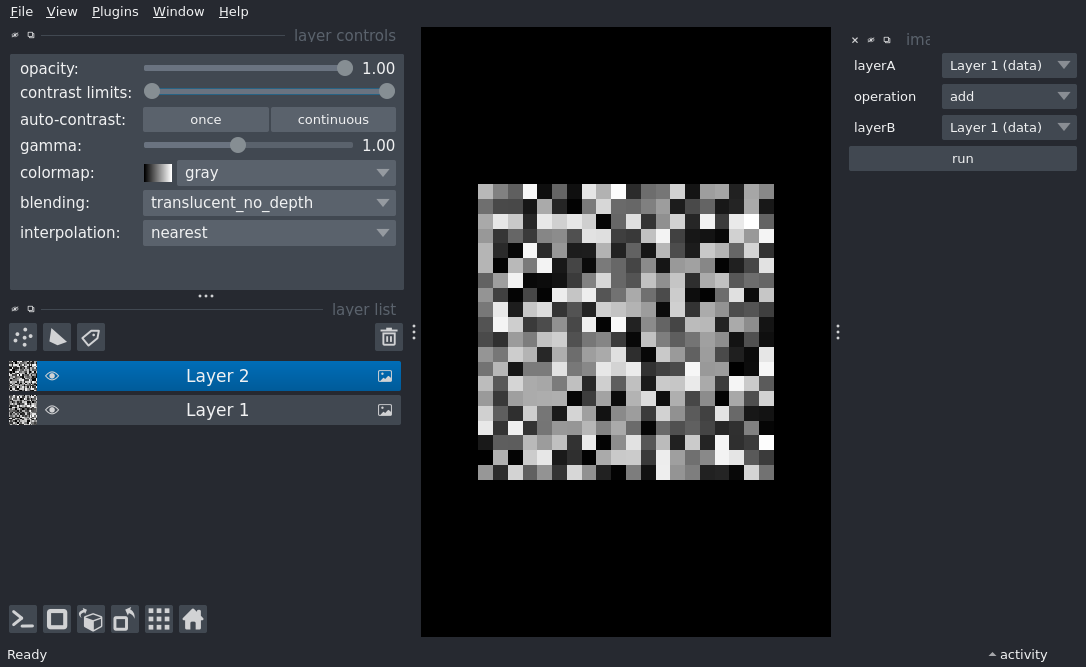 File View Plugins Window Help
layer controls
opacity: 1.00
contrast limits:
auto-contrast: once continuous
gamma: 1.00
colormap: gray
blending: translucent_no_depth
interpolation: nearest
layer list
Layer 2
Layer 1
ima
layerA Layer 1 (data)
operation add
layerB Layer 1 (data)
run
Ready
activity